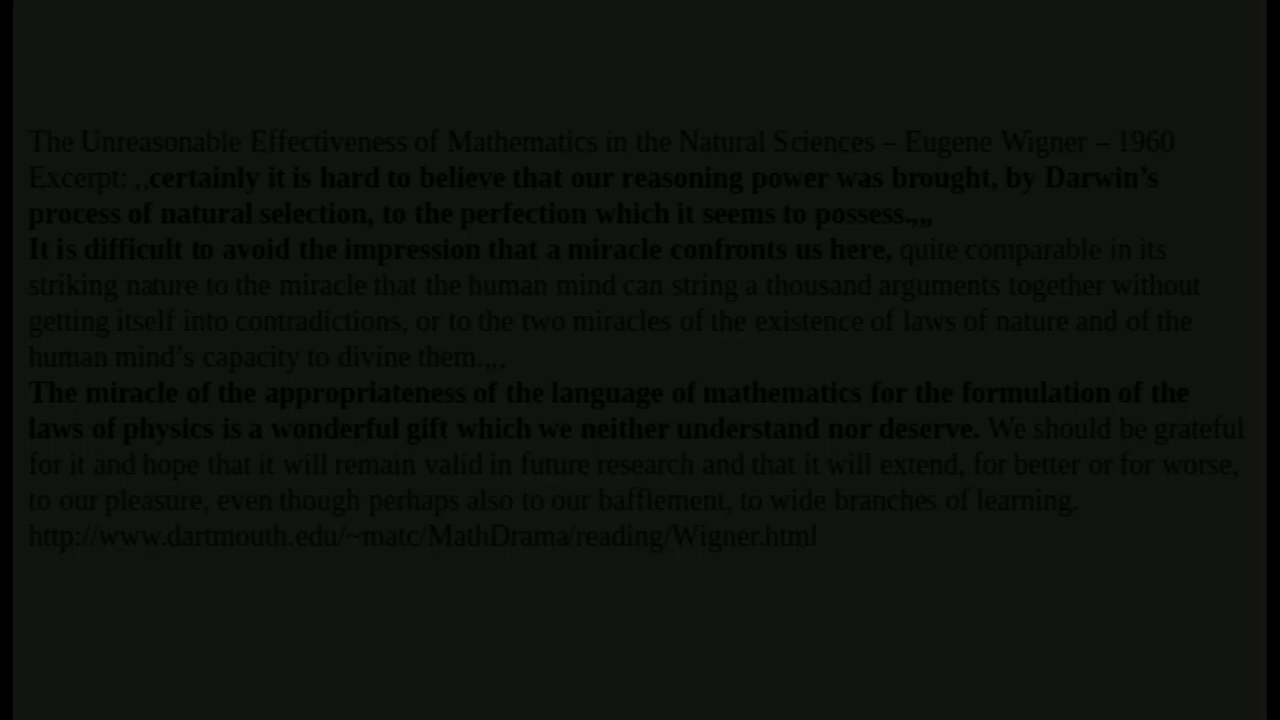 The Unreasonable Effectiveness of Mathematics in the Natural Sciences – Eugene Wigner – 1960
Excerpt: ,,certainly it is hard to believe that our reasoning power was brought, by Darwin’s
process of natural selection, to the perfection which it seems to possess.,,,
It is difficult to avoid the impression that a miracle confronts us here, quite comparable in its
striking nature to the miracle that the human mind can string a thousand arguments together without
getting itself into contradictions, or to the two miracles of the existence of laws of nature and of the
human mind’s capacity to divine them.,,.
The miracle of the appropriateness of the language of mathematics for the formulation of the
laws of physics is a wonderful gift which we neither understand nor deserve. We should be grateful
for it and hope that it will remain valid in future research and that it will extend, for better or for worse,
to our pleasure, even though perhaps also to our bafflement, to wide branches of learning.
http://www.dartmouth.edu/~matc/MathDrama/reading/Wigner.html